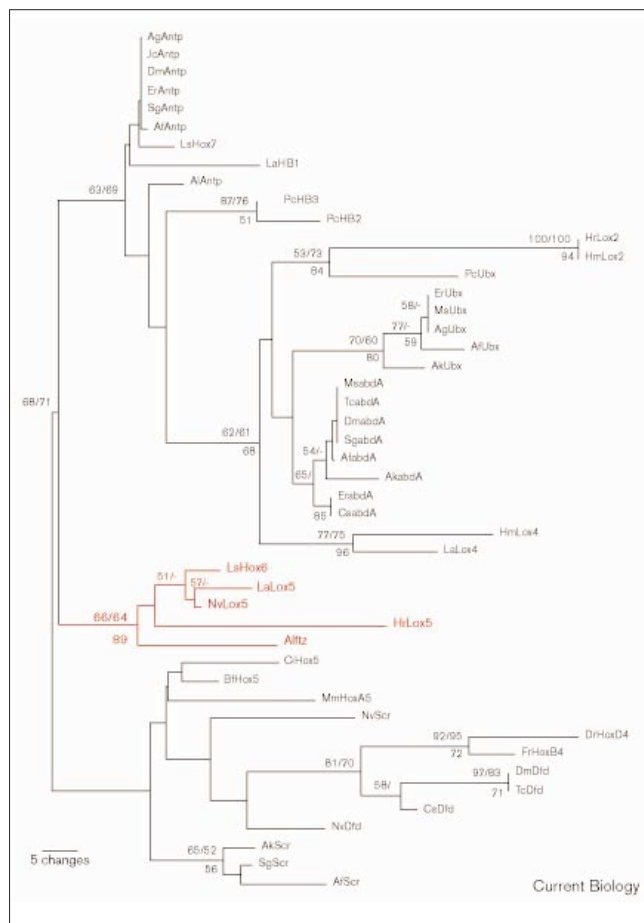 AgAntp
JcAntp
DmAntp
ErAntp
SgAntp
AfAntp
LsHox7
LaHB1
63/69
AfAntp
87/76
PcHB3
51
PcHB2
100/100
HrLox2
94
HmLox2
53/73
84
PcUbx
ErUbx
58/-
MsUbx
77/-
AgUbx
59
AfUbx
70/60
80
AkUbx
MsabdA
TcabdA
DmabdA
SgabdA
54/-
AfabdA
AkabdA
65/
ErabdA
85
CeabdA
68/71
62/61
68
77/75
HmLox4
96
LaLox4
LsHox6
51/-
57/-
LaLox5
NvLox5
66/64
HrLox5
89
Alftz
CiHox5
BfHox5
MmHoxA5
NvScr
92/95
DrHoxD4
72
FrHoxB4
81/70
97/83
DmDfd
71
TcDfd
58/
CeDfd
NvDfd
65/52
AkScr
56
SgScr
AfScr
5 changes
Current Biology